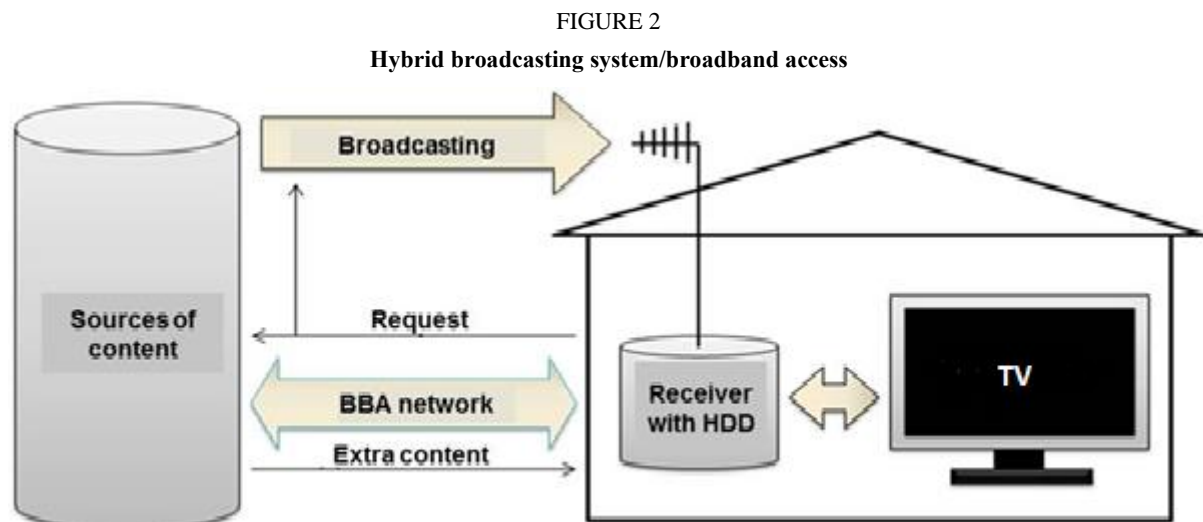 FIGURE 2
Hybrid broadcasting system/broadband access
Broadcasting
Sources of
content
Request
BBA network
Extra content
Receiver
with HDD
TV